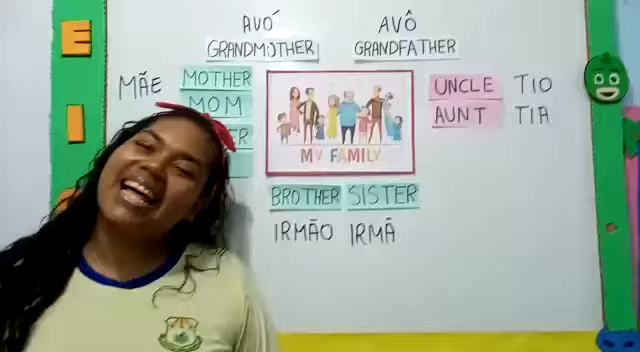 AVÓ
GRANDMOTHER
AVÔ
GRANDFATHER
MÃE
MOTHER
MOM
UNCLE TIO
AUNT TIA
MY FAMILY
BROTHER SISTER
IRMÃO IRMÃ
E
I